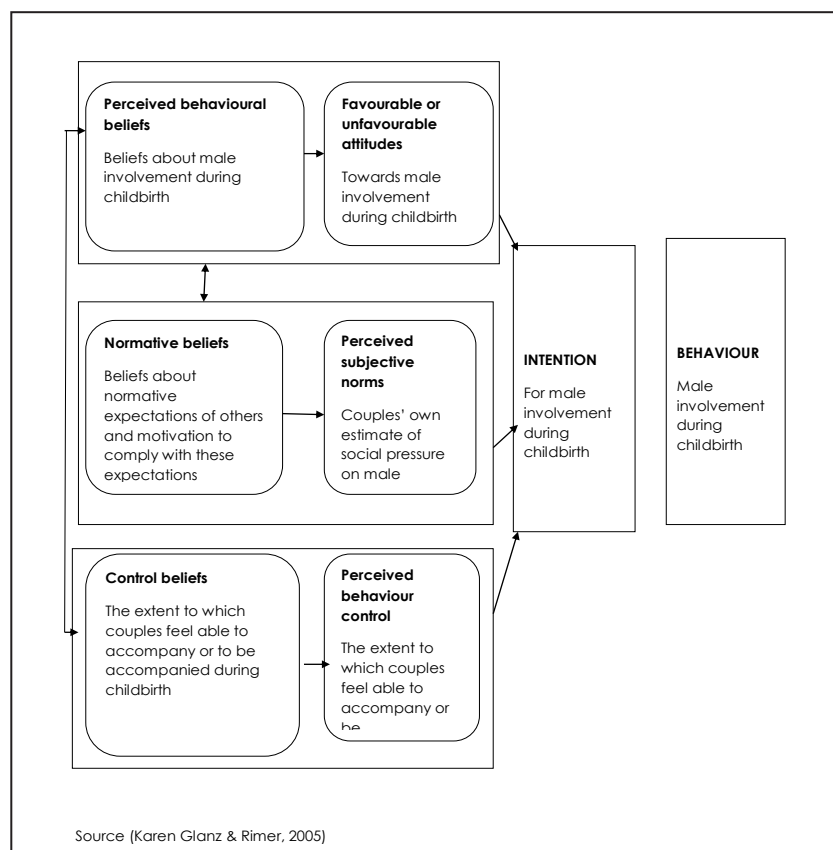 Perceived behavioural
beliefs
Beliefs about male
involvement during
childbirth
Favourable or
unfavourable
attitudes
Towards male
involvement
during childbirth
Normative beliefs
Beliefs about
normative
expectations of others
and motivation to
comply with these
expectations
Perceived
subjective
norms
Couples’ own
estimate of
social pressure
on male
Control beliefs
The extent to which
couples feel able to
accompany or to be
accompanied during
childbirth
Perceived
behaviour
control
The extent to
which couples
feel able to
accompany or
be
INTENTION
For male
involvement
during
childbirth
BEHAVIOUR
Male
involvement
during
childbirth
Source (Karen Glanz & Rimer, 2005)